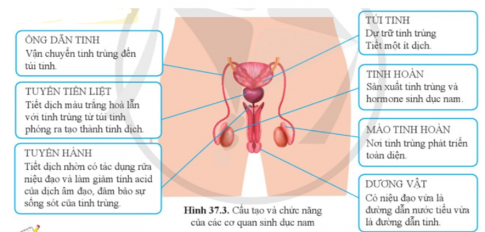 ỐNG DẪN TINH
Vận chuyển tinh trùng đến
túi tinh.
TUYẾN TIỀN LIỆT
Tiết dịch màu trắng hoà lẫn
với tinh trùng từ túi tinh
phóng ra tạo thành tinh dịch.
TUYẾN HÀNH
Tiết dịch nhờn có tác dụng rửa
niệu đạo và làm giảm tính acid
của dịch âm đạo, đảm bảo sự
sống sót của tinh trùng.
TÚI TINH
Dự trữ tinh trùng
Tiết một ít dịch.
TINH HOÀN
Sản xuất tinh trùng và
hormone sinh dục nam.
MÀO TINH HOÀN
Nơi tinh trùng phát triển
toàn diện.
DƯƠNG VẬT
Có niệu đạo vừa là
đường dẫn nước tiểu vừa
là đường dẫn tinh.
Hình 37.3. Cấu tạo và chức năng
của các cơ quan sinh dục nam